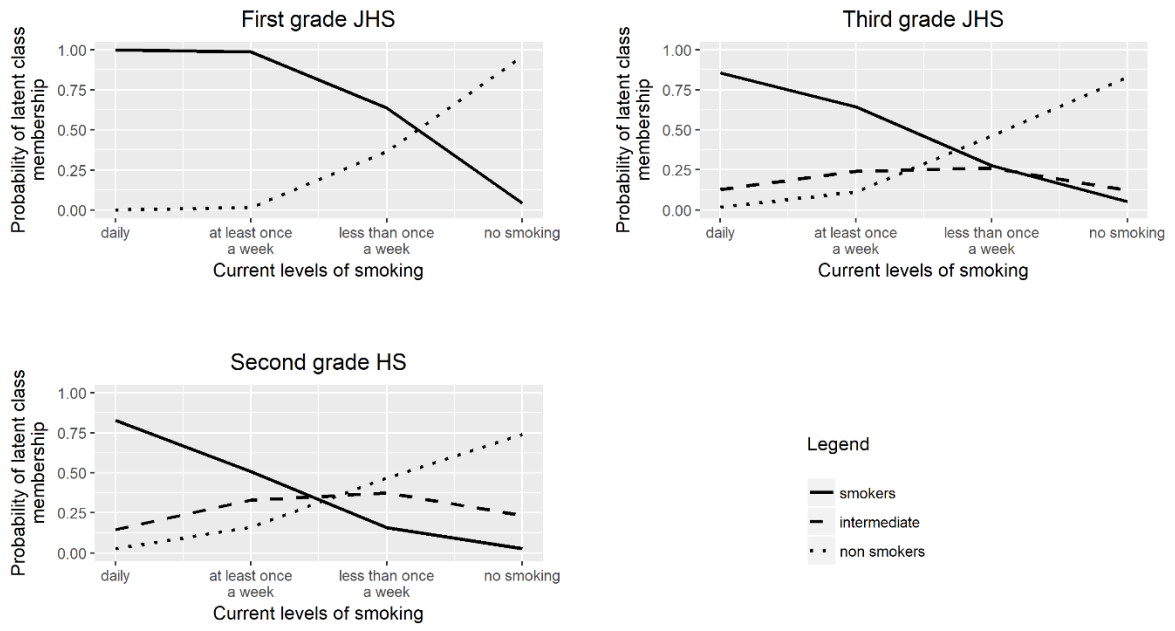 First grade JHS
Probability of latent class
membership
1.00
0.75
0.50
0.25
0.00
daily
at least once
a week
less than once
a week
no smoking
Current levels of smoking
Third grade JHS
Probability of latent class
membership
1.00
0.75
0.50
0.25
0.00
daily
at least once
a week
less than once
a week
no smoking
Current levels of smoking
Second grade HS
Probability of latent class
membership
1.00
0.75
0.50
0.25
0.00
daily
at least once
a week
less than once
a week
no smoking
Current levels of smoking
Legend
smokers
intermediate
non smokers